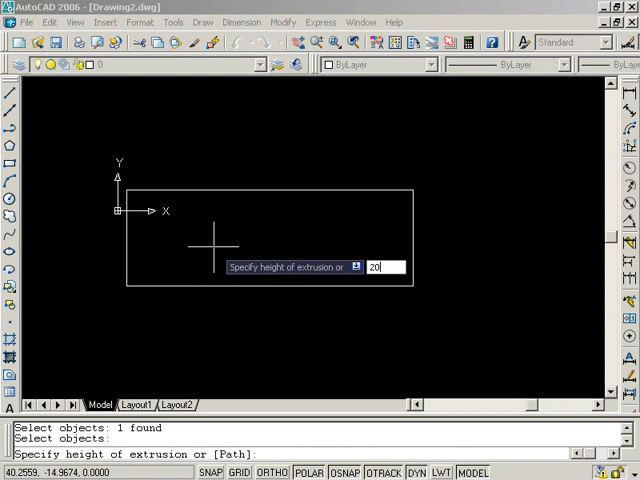 AutoCAD 2006 - [Drawing2.dwg]
File Edit View Insert Format Tools Draw Dimension Modify Express Window Help
Standard
0 ByLayer ByLayer ByLayer
Y
X
Specify height of extrusion or 20
Model Layout1 Layout2
Select objects: 1 found
Select objects:
Specify height of extrusion or [Path]:
40.2559, -14.9674, 0.0000 SNAP GRID ORTHO POLAR OSNAP OTRACK DYN LWT MODEL